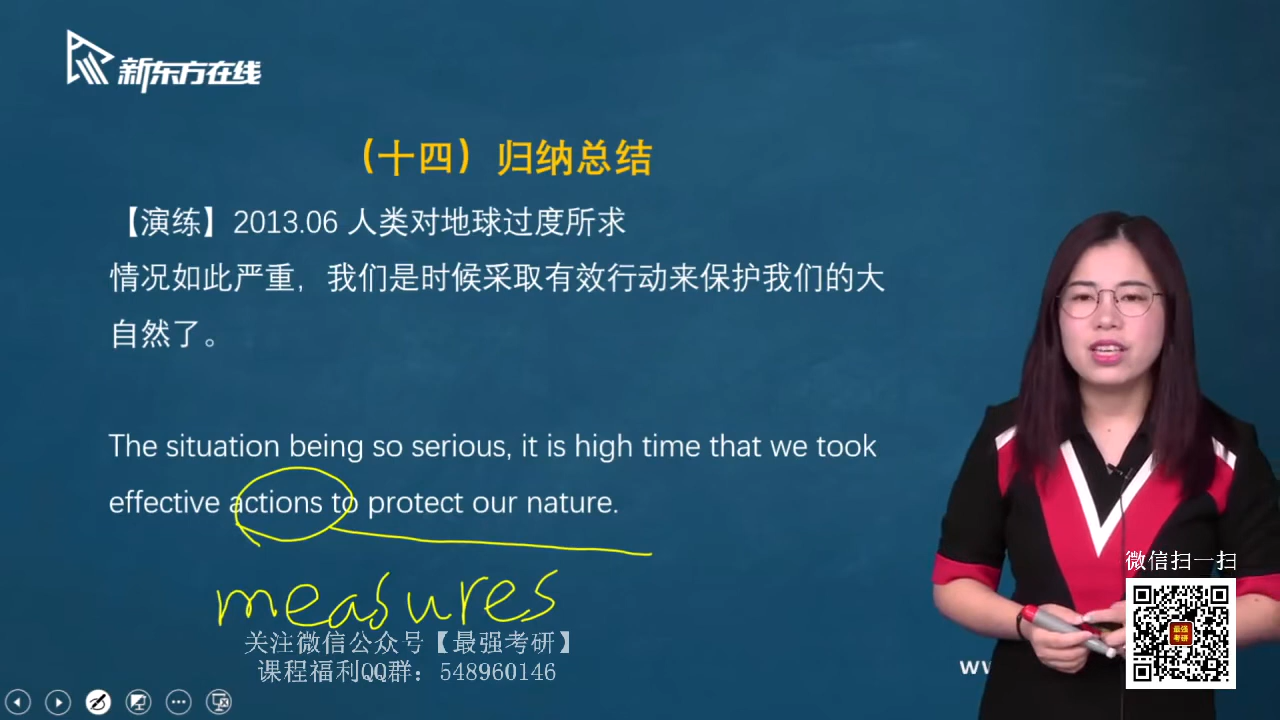 新东方在线
（十四）归纳总结
【演练】2013.06 人类对地球过度所求
情况如此严重，我们是时候采取有效行动来保护我们的大
自然了。
The situation being so serious, it is high time that we took
effective actions to protect our nature.
measures
微信扫一扫
最强
考研
关注微信公众号【最强考研】
课程福利QQ群：548960146